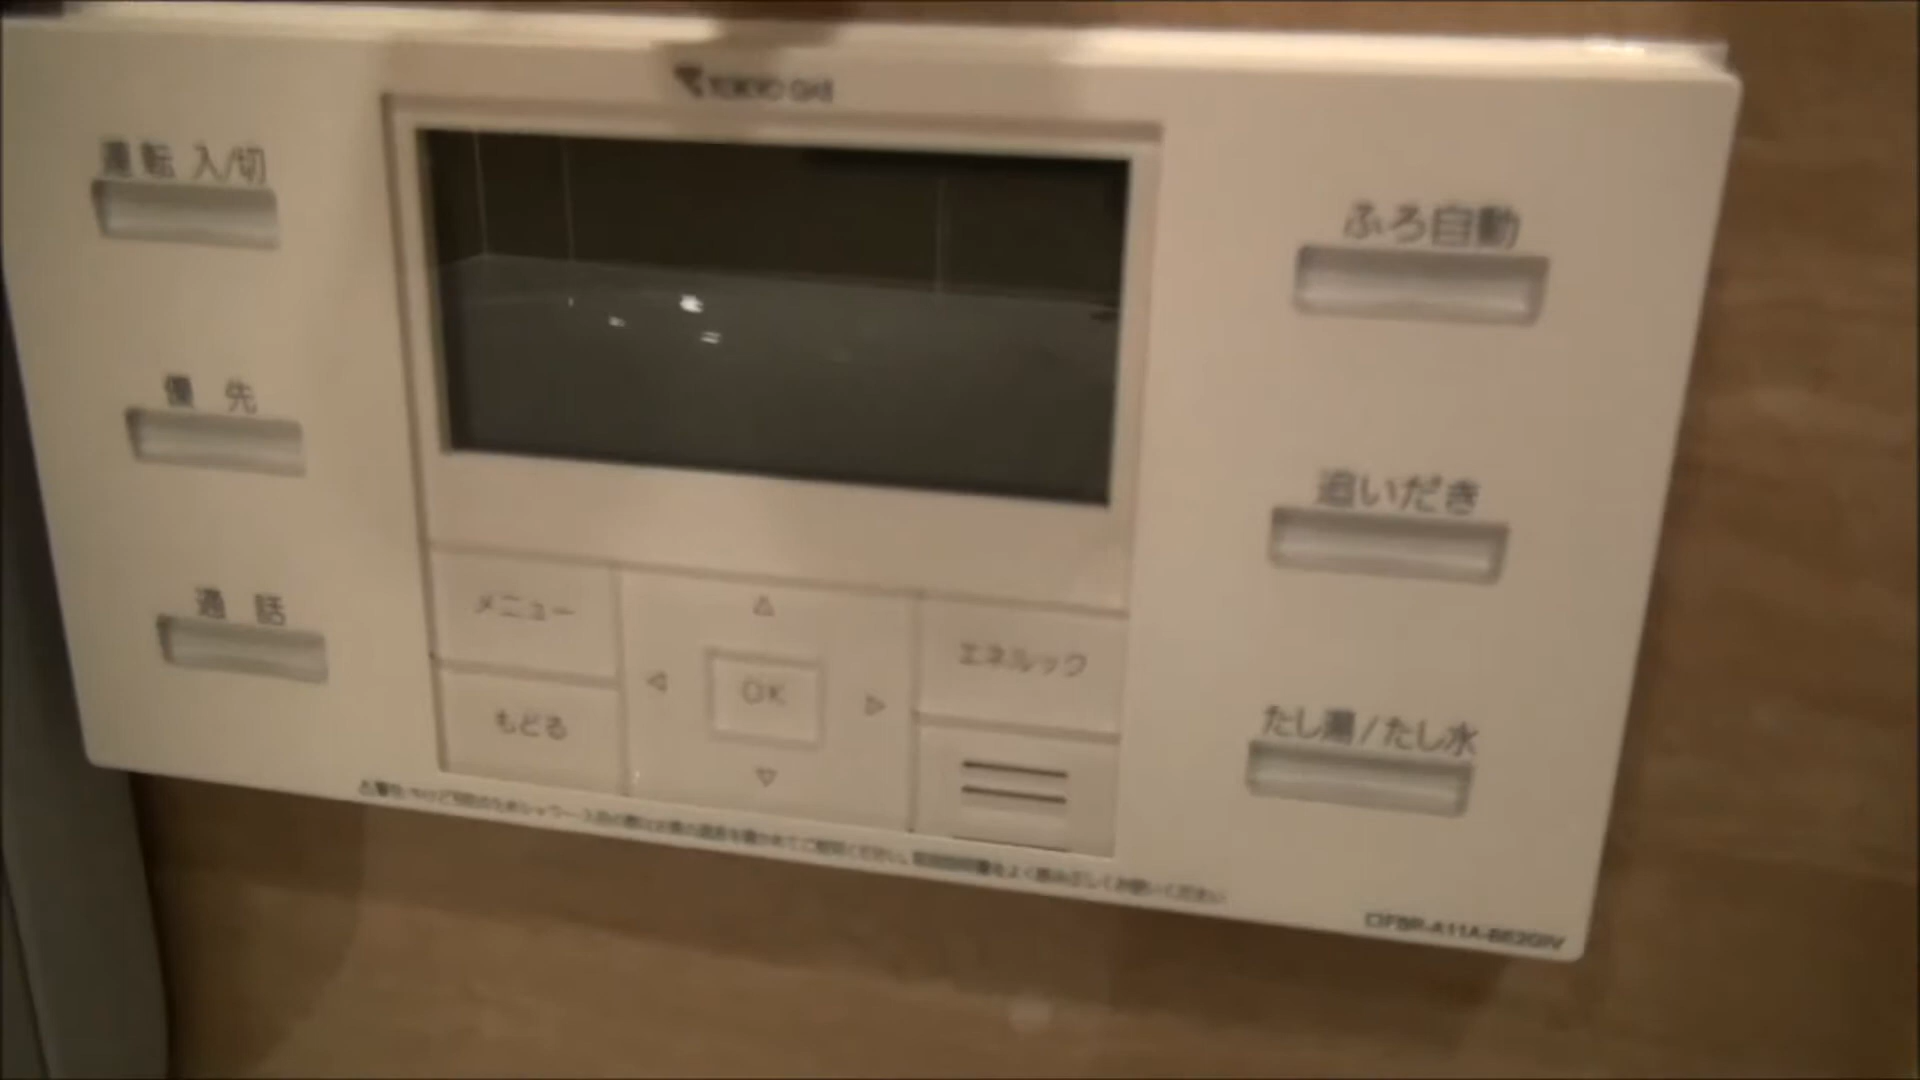 TOKYO GAS
運転 入/切
ふろ自動
優先
追いだき
通話
メニュー
△
エネルック
◁ OK ▷
もどる
▽
たし湯/たし水